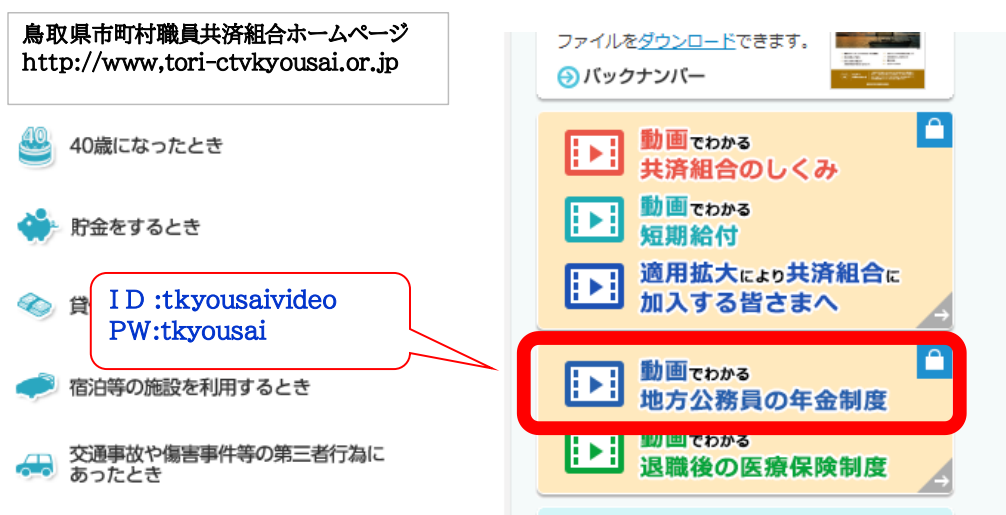 鳥取県市町村職員共済組合ホームページ
http://www,tori-ctvkyousai.or.jp
40
40歳になったとき
貯金をするとき
貸
ID:tkyousaivideo
PW:tkyousai
宿泊等の施設を利用するとき
交通事故や傷害事件等の第三者行為に
あったとき
ファイルをダウンロードできます。
バックナンバー
動画でわかる
共済組合のしくみ
動画でわかる
短期給付
適用拡大により共済組合に
加入する皆さまへ
動画でわかる
地方公務員の年金制度
動画でわかる
退職後の医療保険制度